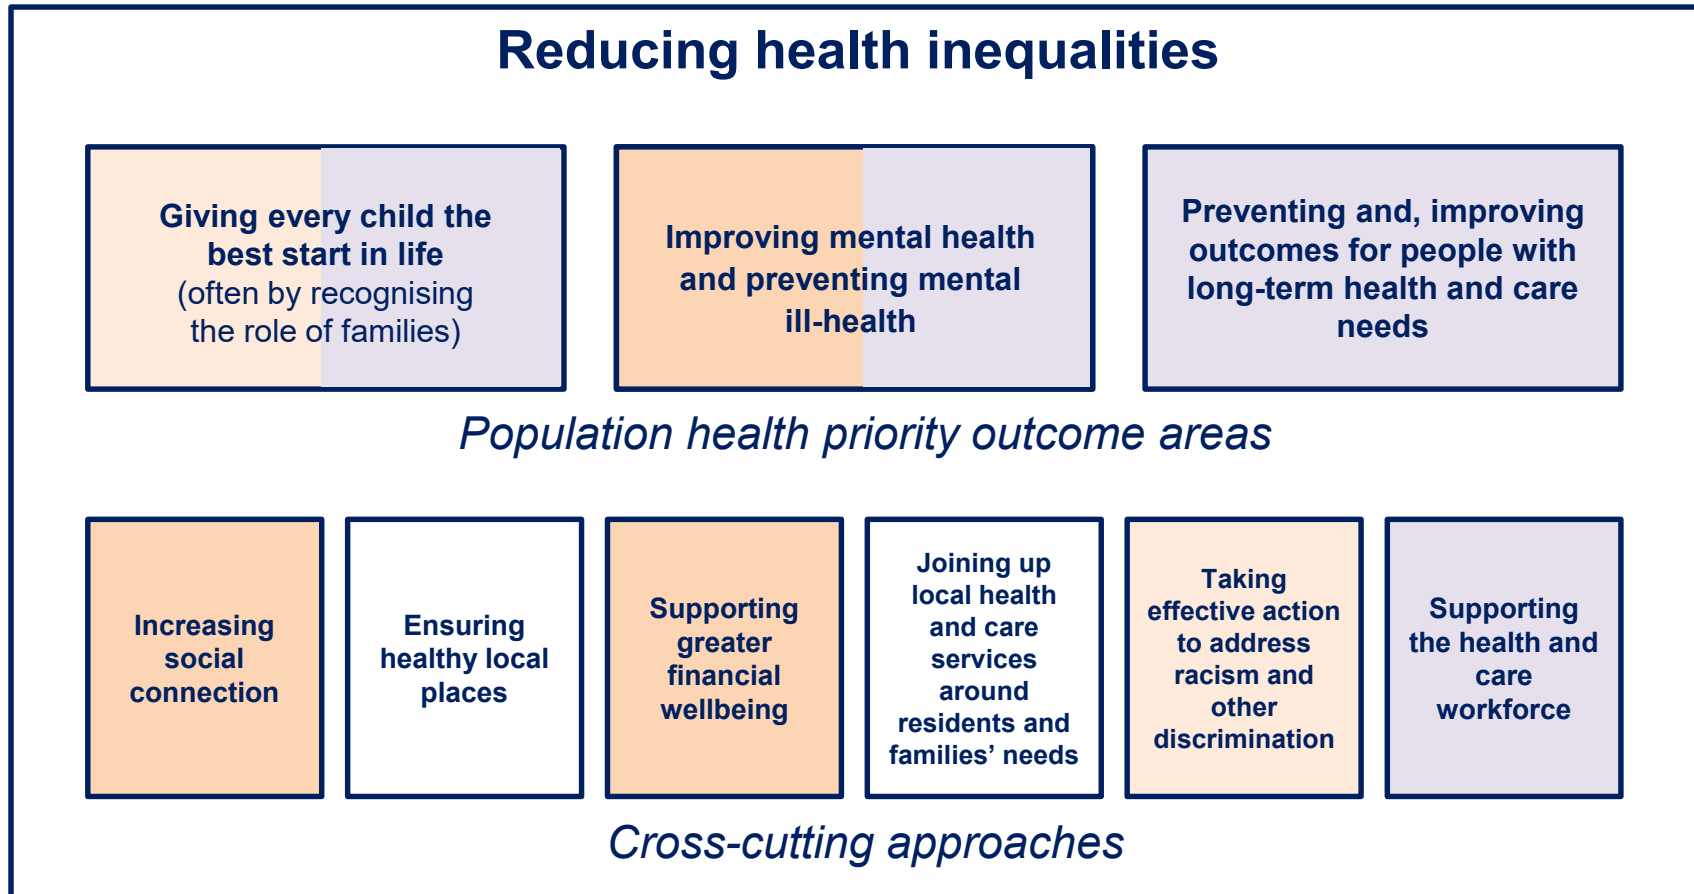 Reducing health inequalities
Giving every child the
best start in life
(often by recognising
the role of families)
Improving mental health
and preventing mental
ill-health
Preventing and, improving
outcomes for people with
long-term health and care
needs
Population health priority outcome areas
Increasing
social
connection
Ensuring
healthy local
places
Supporting
greater
financial
wellbeing
Joining up
local health
and care
services
around
residents and
families’ needs
Taking
effective action
to address
racism and
other
discrimination
Supporting
the health and
care
workforce
Cross-cutting approaches